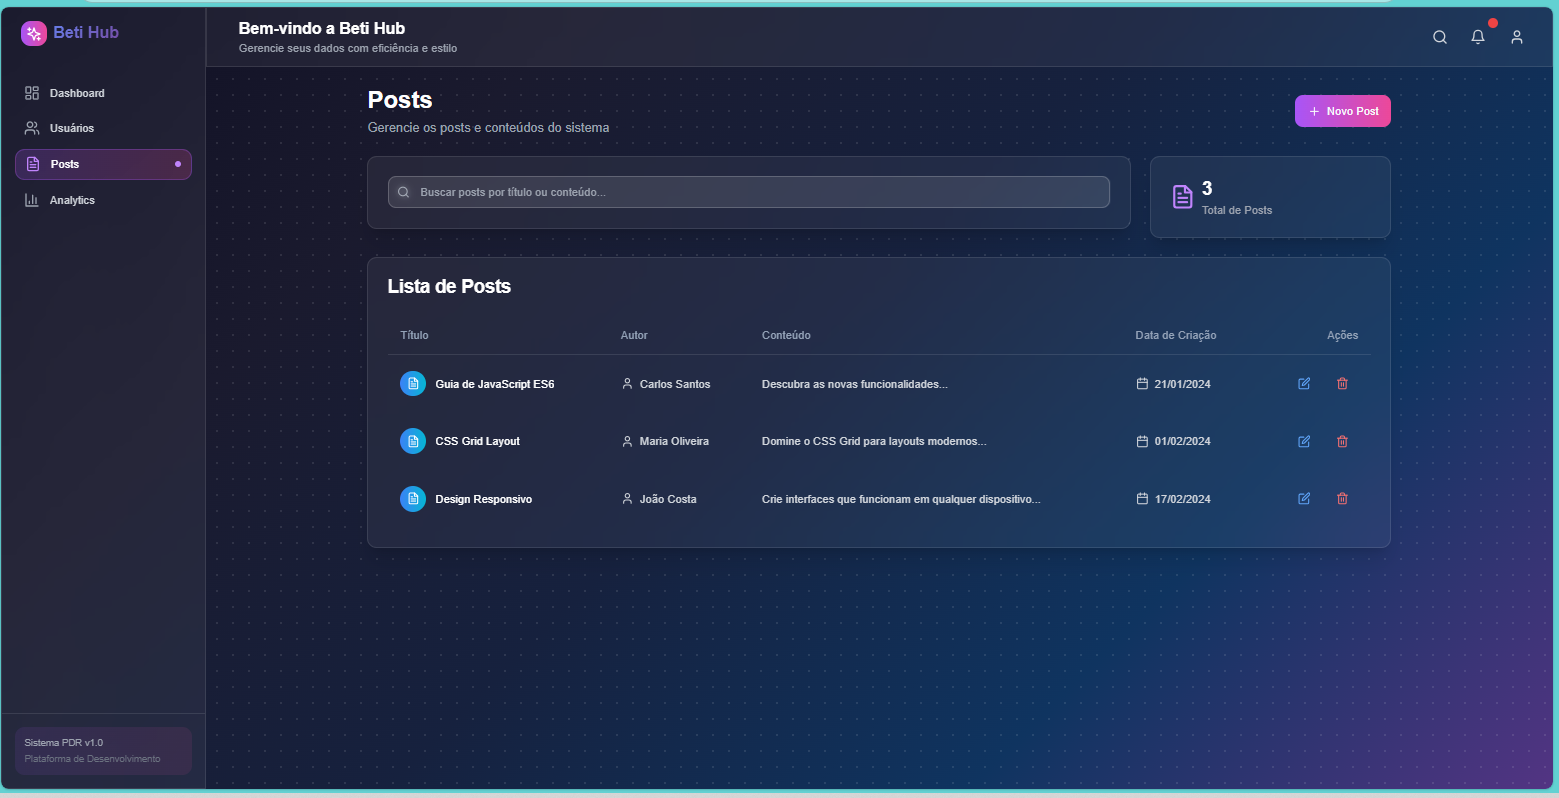 Beti Hub
Bem-vindo a Beti Hub
Gerencie seus dados com eficiência e estilo
Dashboard
Usuários
Posts
Analytics
Posts
Gerencie os posts e conteúdos do sistema
Novo Post
Buscar posts por título ou conteúdo...
3
Total de Posts
Lista de Posts
Título Autor Conteúdo Data de Criação Ações
Guia de JavaScript ES6 Carlos Santos Descubra as novas funcionalidades... 21/01/2024
CSS Grid Layout Maria Oliveira Domine o CSS Grid para layouts modernos... 01/02/2024
Design Responsivo João Costa Crie interfaces que funcionam em qualquer dispositivo... 17/02/2024
Sistema PDR v1.0
Plataforma de Desenvolvimento